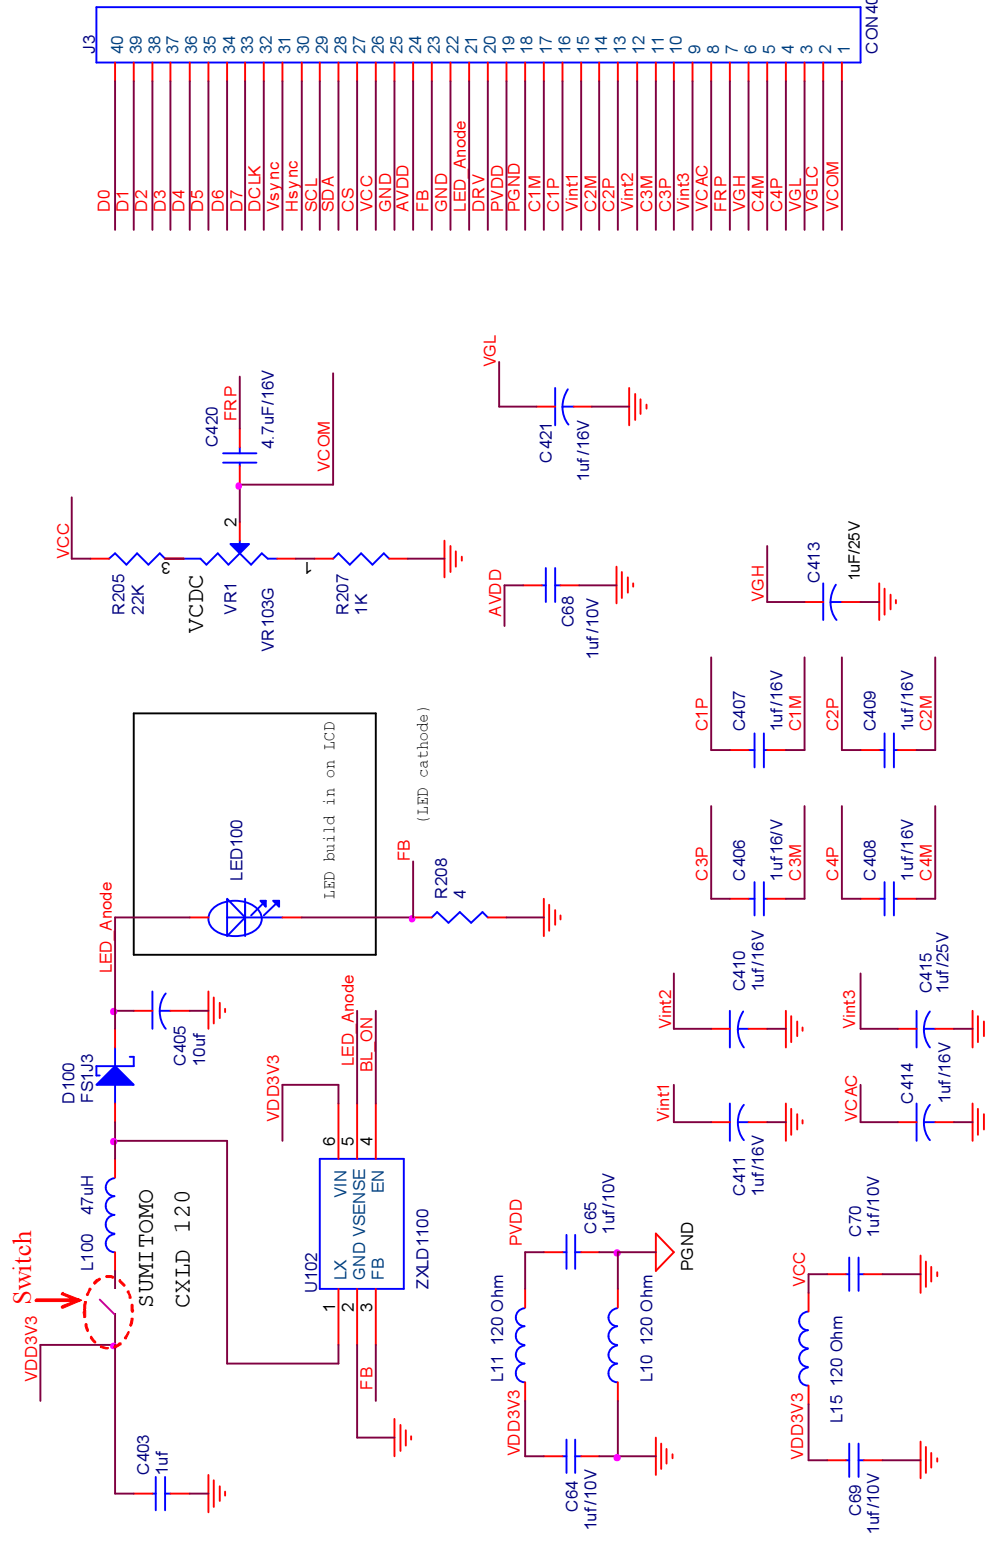 J3
CON40
40
39
38
37
36
35
34
33
32
31
30
29
28
27
26
25
24
23
22
21
20
19
18
17
16
15
14
13
12
11
10
9
8
7
6
5
4
3
2
1
D0
D1
D2
D3
D4
D5
D6
D7
DCLK
Vsync
Hsync
SCL
SDA
CS
VCC
GND
AVDD
FB
GND
LED_Anode
DRV
PVDD
PGND
C1M
C1P
Vint1
C2M
C2P
Vint2
C3M
C3P
Vint3
VCAC
FRP
VGH
C4M
C4P
VGL
VGLC
VCOM
VCC
R205
22K
3
VCDC
VR1
VR103G
2
1
R207
1K
C420
FRP
4.7uF/16V
VCOM
VGL
C421
1uf/16V
AVDD
C68
1uf/10V
VGH
C413
1uF/25V
Switch
VDD3V3
C403
1uf
L100
47uH
SUMITOMO
CXLD 120
D100
FS1J3
C405
10uf
LED_Anode
LED100
LED build in on LCD
(LED cathode)
FB
R208
4
VDD3V3
LED_Anode
BL_ON
U102
1
2
3
6
5
4
LX
GND
FB
VIN
VSENSE
EN
ZXLD1100
FB
C1P
C407
1uf/16V
C1M
C2P
C409
1uf/16V
C2M
C3P
C406
1uf16/V
C3M
C4P
C408
1uf/16V
C4M
Vint2
C410
1uf/16V
Vint3
C415
1uf/25V
Vint1
C411
1uf/16V
VCAC
C414
1uf/16V
PVDD
C65
1uf/10V
PGND
L11 120 Ohm
L10 120 Ohm
VDD3V3
C64
1uf/10V
VCC
C70
1uf/10V
L15 120 Ohm
VDD3V3
C69
1uf/10V